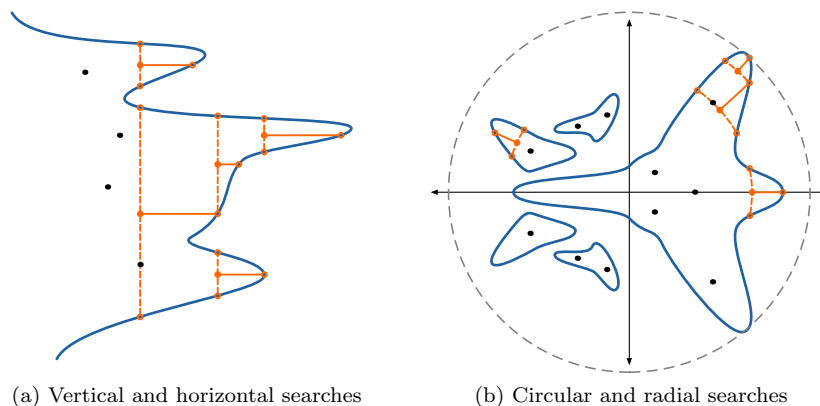 (a) Vertical and horizontal searches
(b) Circular and radial searches